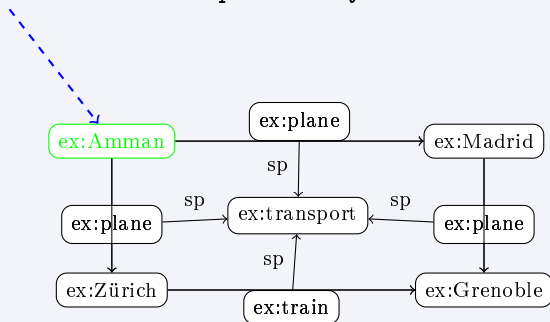 ex:plane
ex:Amman
ex:Madrid
sp
sp
ex:transport
sp
ex:plane
ex:plane
sp
ex:Zürich
ex:Grenoble
ex:train